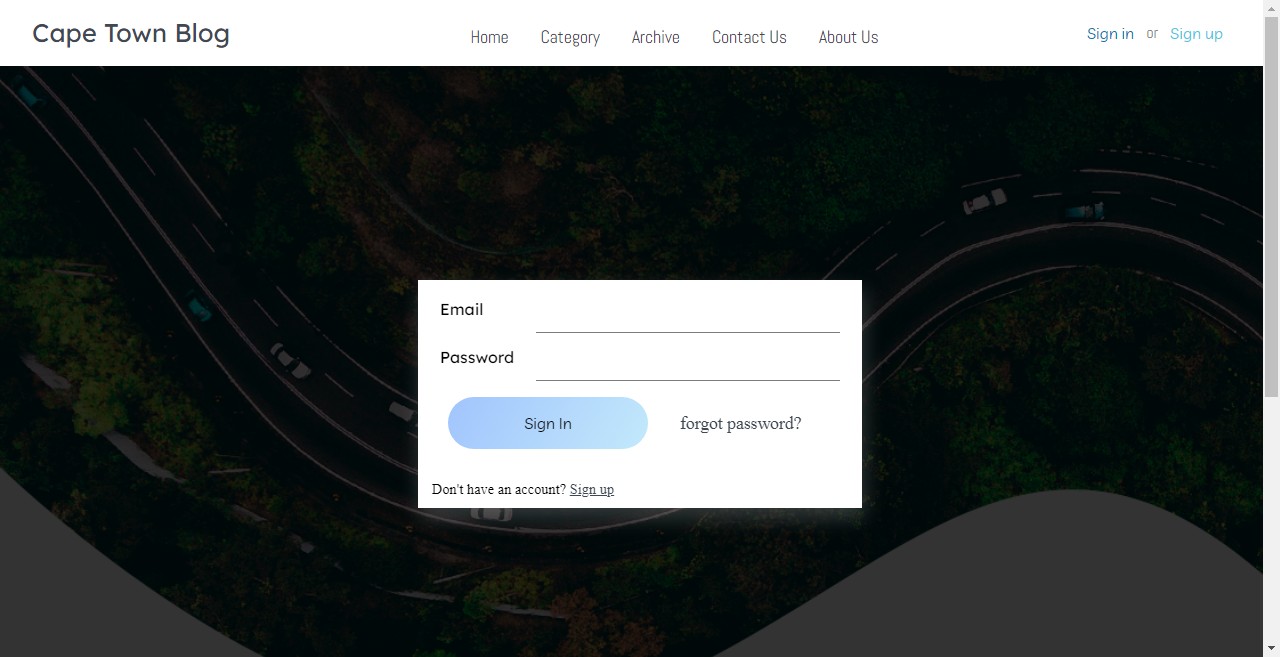 Cape Town Blog
Home Category Archive Contact Us About Us
Sign in or Sign up
Email
Password
Sign In forgot password?
Don't have an account? Sign up